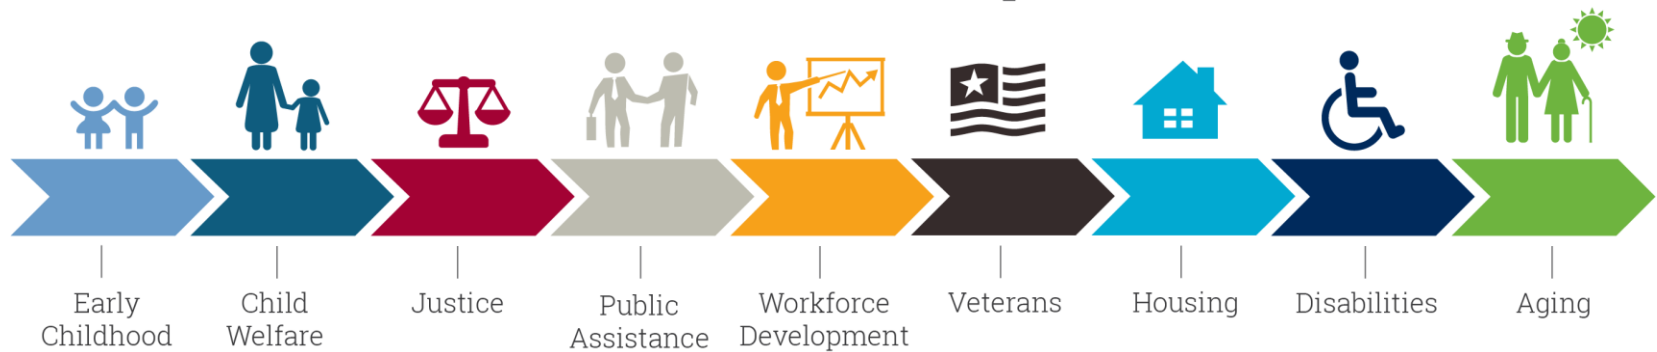 Early
Childhood
Child
Welfare
Justice
Public
Assistance
Workforce
Development
Veterans
Housing
Disabilities
Aging